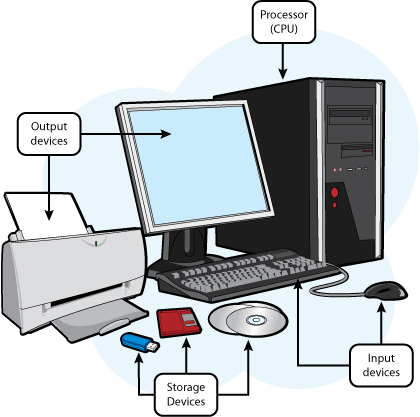 Processor
(CPU)
Output
devices
Input
devices
Storage
Devices